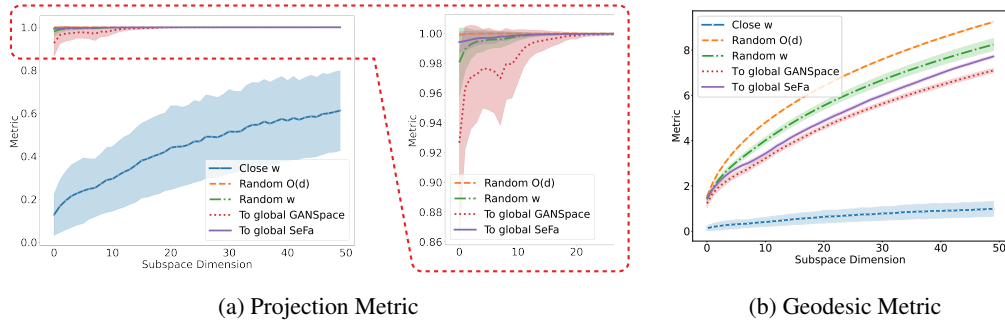 Metric
1.0
0.8
0.6
0.4
0.2
0.0
Close w
Random O(d)
Random w
To global GANSpace
To global SeFa
0
10
20
30
40
50
Subspace Dimension
Metric
1.00
0.98
0.96
0.94
0.92
0.90
0.88
0.86
Random O(d)
Random w
To global GANSpace
To global SeFa
0
10
20
Metric
8
6
4
2
0
Close w
Random O(d)
Random w
To global GANSpace
To global SeFa
0
10
20
30
40
50
Subspace Dimension
(a) Projection Metric
(b) Geodesic Metric